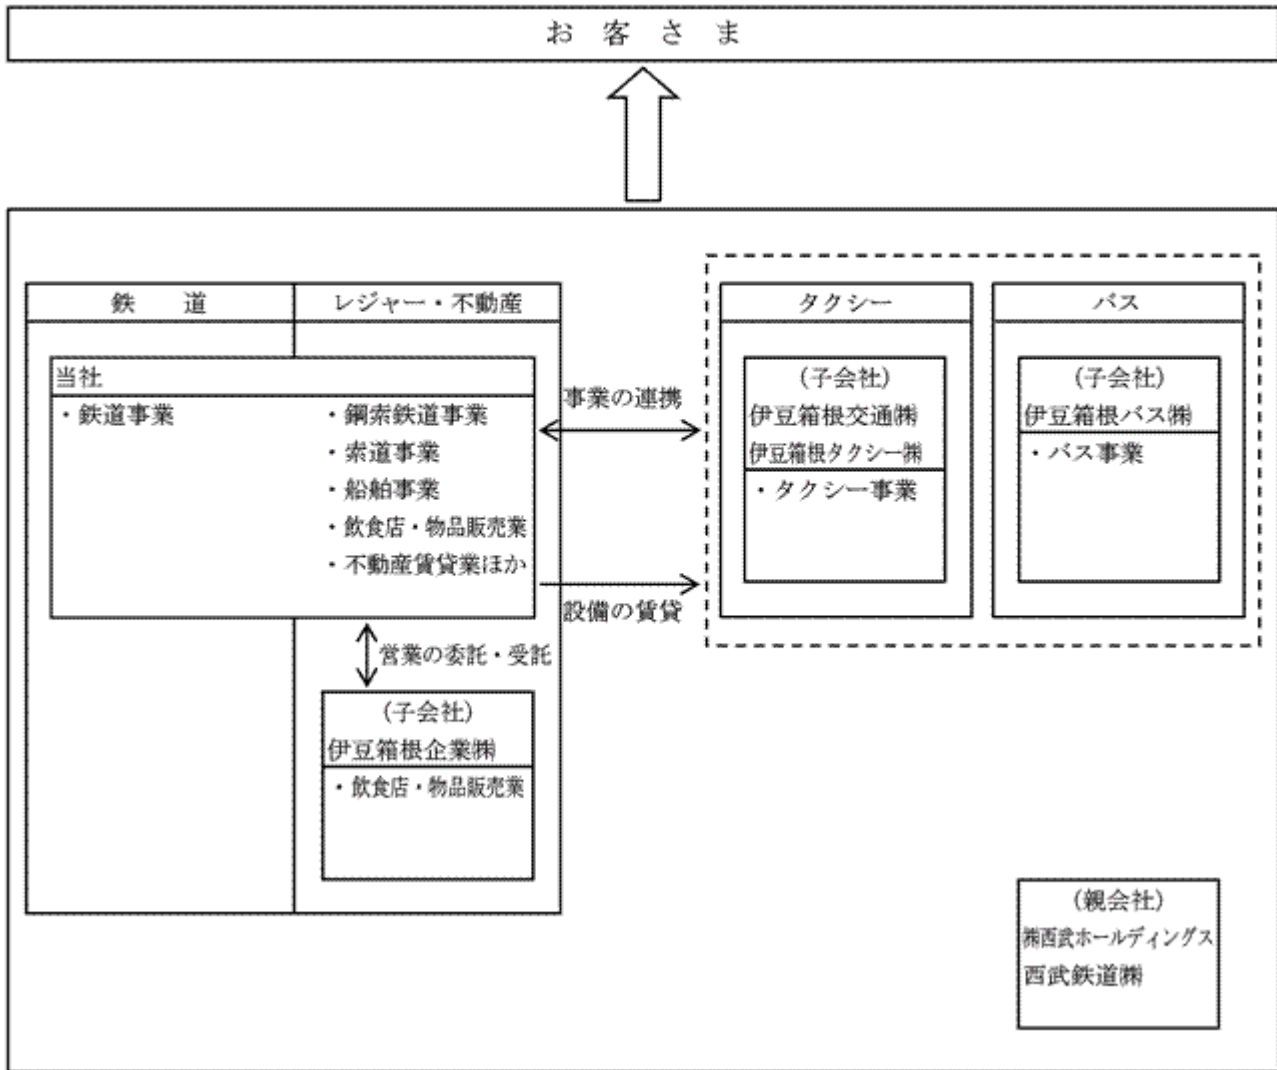 お客さま
鉄道
レジャー・不動産
タクシー
バス
当社
・鉄道事業
・鋼索鉄道事業
・索道事業
・船舶事業
・飲食店・物品販売業
・不動産賃貸業ほか
事業の連携
設備の賃貸
(子会社)
伊豆箱根交通㈱
伊豆箱根タクシー㈱
・タクシー事業
(子会社)
伊豆箱根バス㈱
・バス事業
営業の委託・受託
(子会社)
伊豆箱根企業㈱
・飲食店・物品販売業
(親会社)
㈱西武ホールディングス
西武鉄道㈱